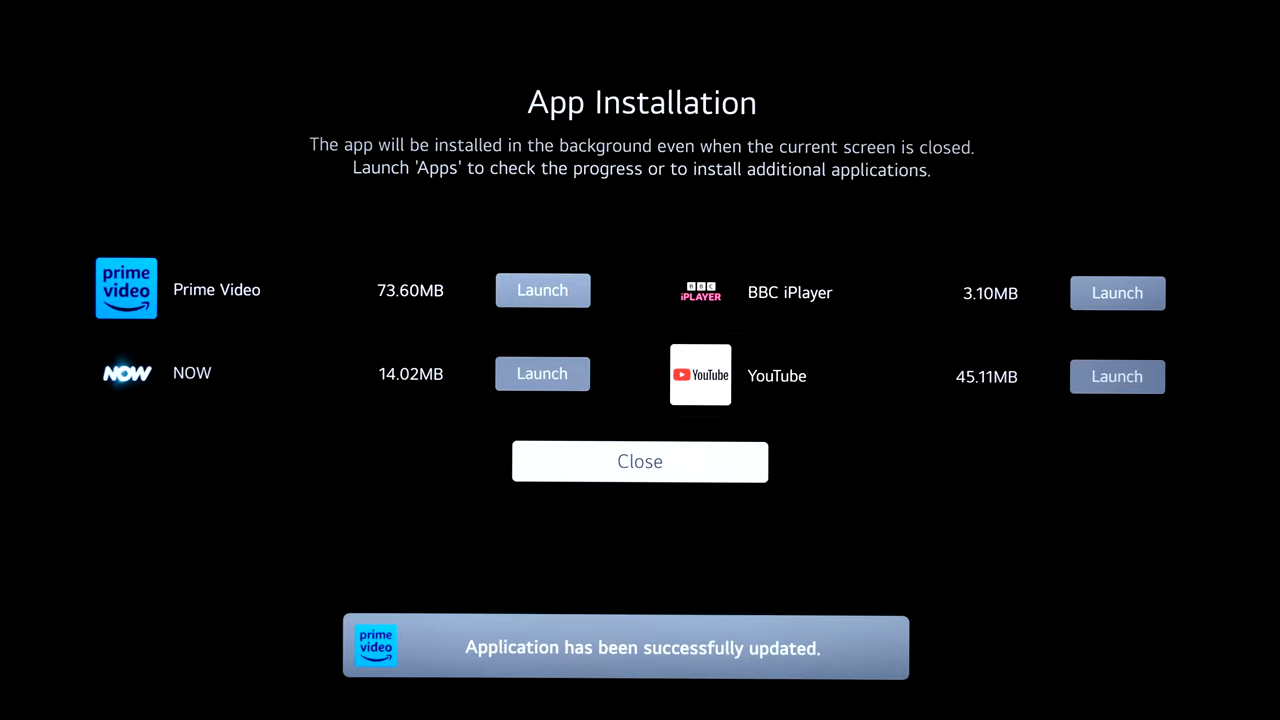 App Installation
The app will be installed in the background even when the current screen is closed.
Launch 'Apps' to check the progress or to install additional applications.
prime video
Prime Video 73.60MB Launch
BBC iPLAYER
BBC iPlayer 3.10MB Launch
NOW
NOW 14.02MB Launch
YouTube
YouTube 45.11MB Launch
Close
prime video
Application has been successfully updated.